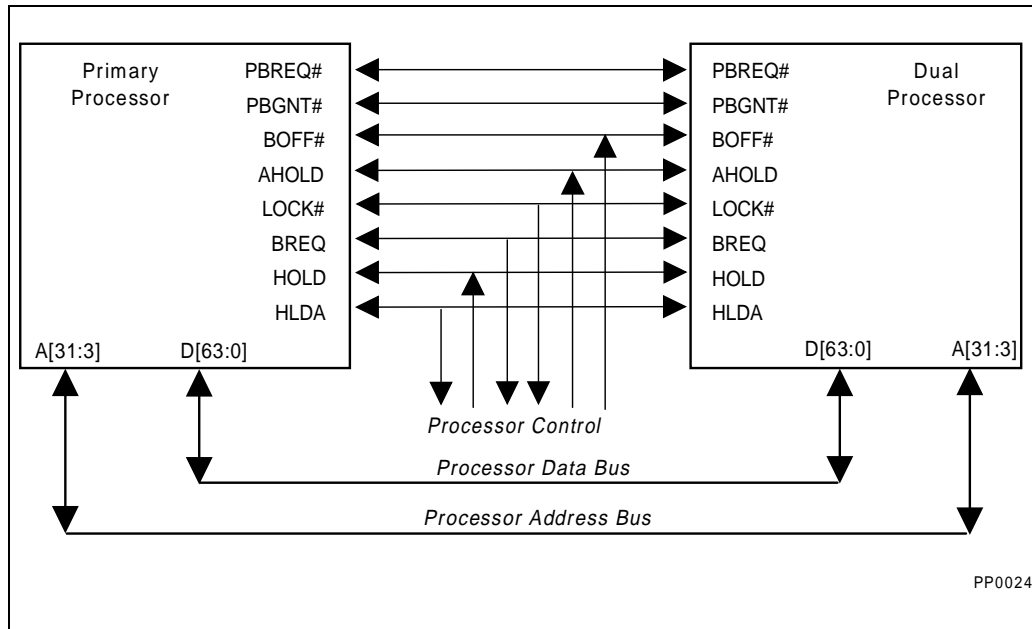 Primary
Processor
PBREQ#
PBGNT#
BOFF#
AHOLD
LOCK#
BREQ
HOLD
HLDA
A[31:3]
D[63:0]
PBREQ#
PBGNT#
BOFF#
AHOLD
LOCK#
BREQ
HOLD
HLDA
Dual
Processor
D[63:0]
A[31:3]
Processor Control
Processor Data Bus
Processor Address Bus
PP0024